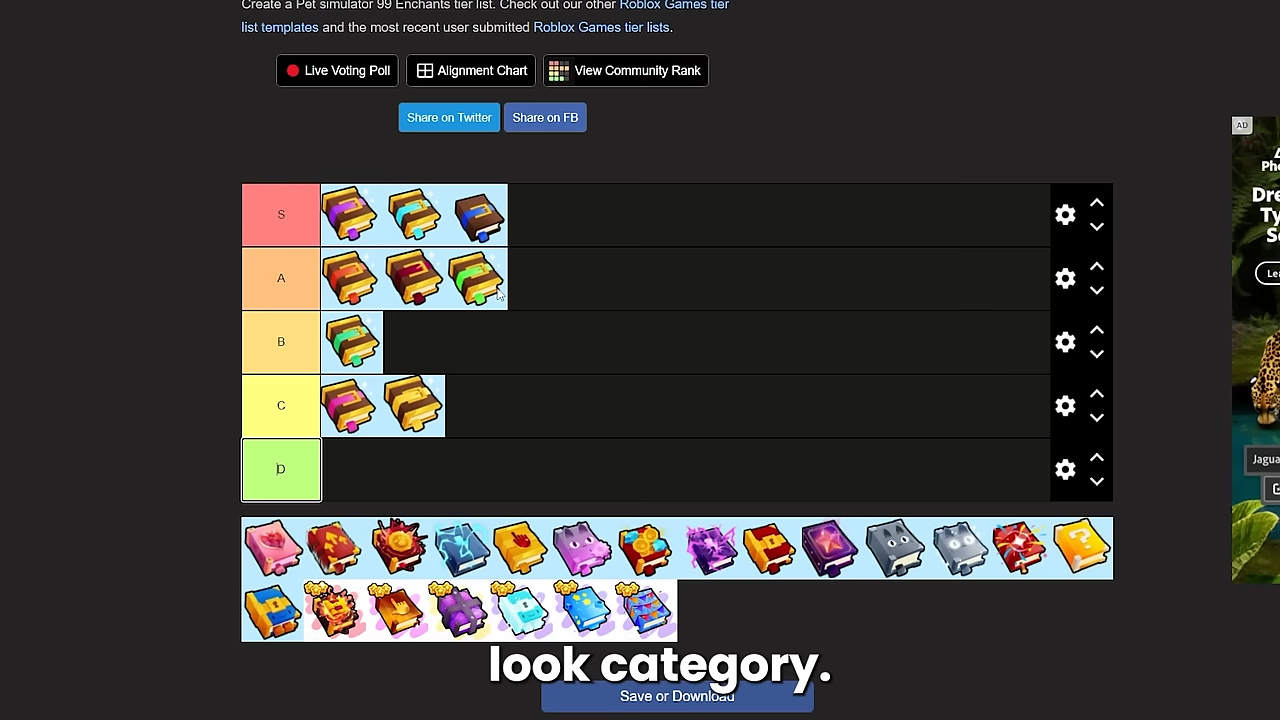 Create a Pet simulator 99 Enchants tier list. Check out our other Roblox Games tier
list templates and the most recent user submitted Roblox Games tier lists.
Live Voting Poll
Alignment Chart
View Community Rank
Share on Twitter
Share on FB
AD
S
A
B
C
D
?
Jagua
look category.
Save or Download